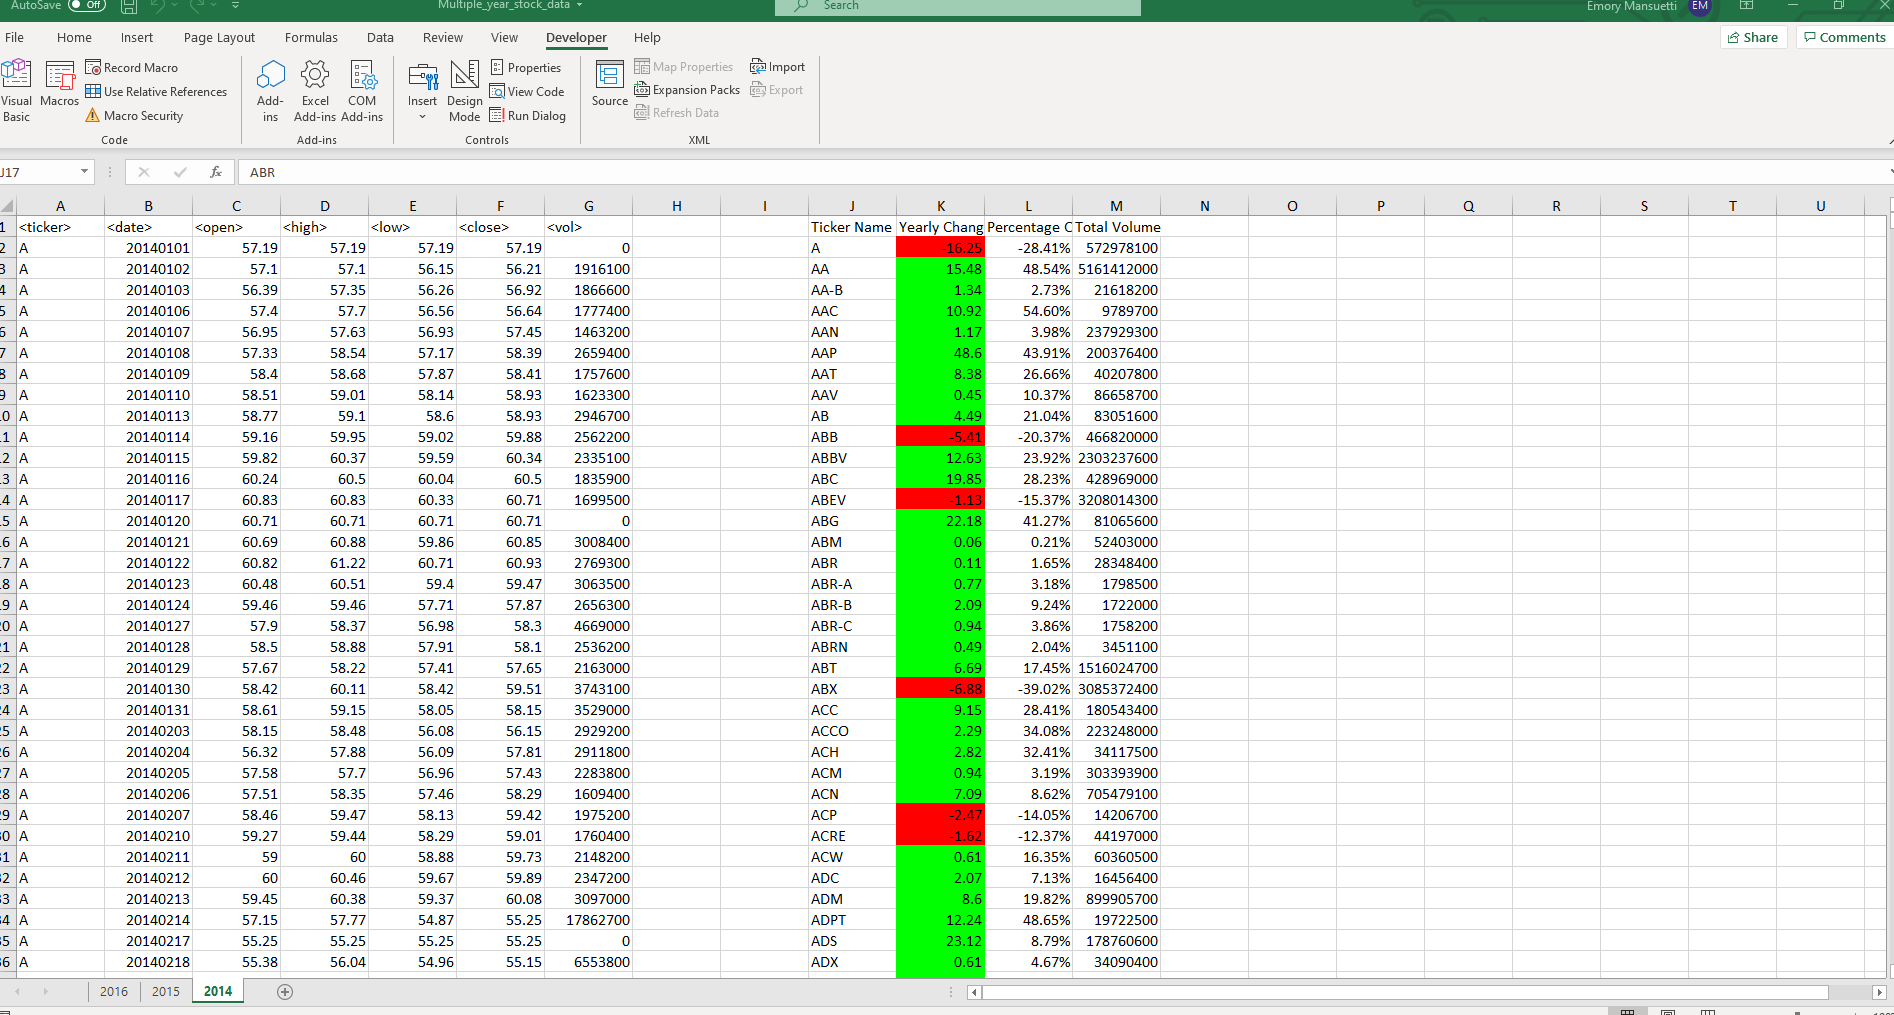 AutoSave Off Multiple_year_stock_data Search Emory Mansuetti EM
File Home Insert Page Layout Formulas Data Review View Developer Help Share Comments
Visual Basic Macros Record Macro Use Relative References Macro Security Code
Add-ins Excel Add-ins COM Add-ins Add-ins
Insert Design Mode Properties View Code Run Dialog Controls
Source Map Properties Expansion Packs Refresh Data Import Export XML
J17 fx ABR
A B C D E F G H I J K L M N O P Q R S T U
1 <ticker> <date> <open> <high> <low> <close> <vol> Ticker Name Yearly Chang Percentage C Total Volume
2 A 20140101 57.19 57.19 57.19 57.19 0 A -16.25 -28.41% 572978100
3 A 20140102 57.1 57.1 56.15 56.21 1916100 AA 15.48 48.54% 5161412000
4 A 20140103 56.39 57.35 56.26 56.92 1866600 AA-B 1.34 2.73% 21618200
5 A 20140106 57.4 57.7 56.56 56.64 1777400 AAC 10.92 54.60% 9789700
6 A 20140107 56.95 57.63 56.93 57.45 1463200 AAN 1.17 3.98% 237929300
7 A 20140108 57.33 58.54 57.17 58.39 2659400 AAP 48.6 43.91% 200376400
8 A 20140109 58.4 58.68 57.87 58.41 1757600 AAT 8.38 26.66% 40207800
9 A 20140110 58.51 59.01 58.14 58.93 1623300 AAV 0.45 10.37% 86658700
0 A 20140113 58.77 59.1 58.6 58.93 2946700 AB 4.49 21.04% 83051600
1 A 20140114 59.16 59.95 59.02 59.88 2562200 ABB -5.41 -20.37% 466820000
2 A 20140115 59.82 60.37 59.59 60.34 2335100 ABBV 12.63 23.92% 2303237600
3 A 20140116 60.24 60.5 60.04 60.5 1835900 ABC 19.85 28.23% 428969000
4 A 20140117 60.83 60.83 60.33 60.71 1699500 ABEV -1.13 -15.37% 3208014300
5 A 20140120 60.71 60.71 60.71 60.71 0 ABG 22.18 41.27% 81065600
6 A 20140121 60.69 60.88 59.86 60.85 3008400 ABM 0.06 0.21% 52403000
7 A 20140122 60.82 61.22 60.71 60.93 2769300 ABR 0.11 1.65% 28348400
8 A 20140123 60.48 60.51 59.4 59.47 3063500 ABR-A 0.77 3.18% 1798500
9 A 20140124 59.46 59.46 57.71 57.87 2656300 ABR-B 2.09 9.24% 1722000
20 A 20140127 57.9 58.37 56.98 58.3 4669000 ABR-C 0.94 3.86% 1758200
21 A 20140128 58.5 58.88 57.91 58.1 2536200 ABRN 0.49 2.04% 3451100
22 A 20140129 57.67 58.22 57.41 57.65 2163000 ABT 6.69 17.45% 1516024700
23 A 20140130 58.42 60.11 58.42 59.51 3743100 ABX -6.88 -39.02% 3085372400
24 A 20140131 58.61 59.15 58.05 58.15 3529000 ACC 9.15 28.41% 180543400
25 A 20140203 58.15 58.48 56.08 56.15 2929200 ACCO 2.29 34.08% 223248000
26 A 20140204 56.32 57.88 56.09 57.81 2911800 ACH 2.82 32.41% 34117500
27 A 20140205 57.58 57.7 56.96 57.43 2283800 ACM 0.94 3.19% 303393900
28 A 20140206 57.51 58.35 57.46 58.29 1609400 ACN 7.09 8.62% 705479100
29 A 20140207 58.46 59.47 58.13 59.42 1975200 ACP -2.47 -14.05% 14206700
30 A 20140210 59.27 59.44 58.29 59.01 1760400 ACRE -1.62 -12.37% 44197000
31 A 20140211 59 60 58.88 59.73 2148200 ACW 0.61 16.35% 60360500
32 A 20140212 60 60.46 59.67 59.89 2347200 ADC 2.07 7.13% 16456400
33 A 20140213 59.45 60.38 59.37 60.08 3097000 ADM 8.6 19.82% 899905700
34 A 20140214 57.15 57.77 54.87 55.25 17862700 ADPT 12.24 48.65% 19722500
35 A 20140217 55.25 55.25 55.25 55.25 0 ADS 23.12 8.79% 178760600
36 A 20140218 55.38 56.04 54.96 55.15 6553800 ADX 0.61 4.67% 34090400
2016 2015 2014